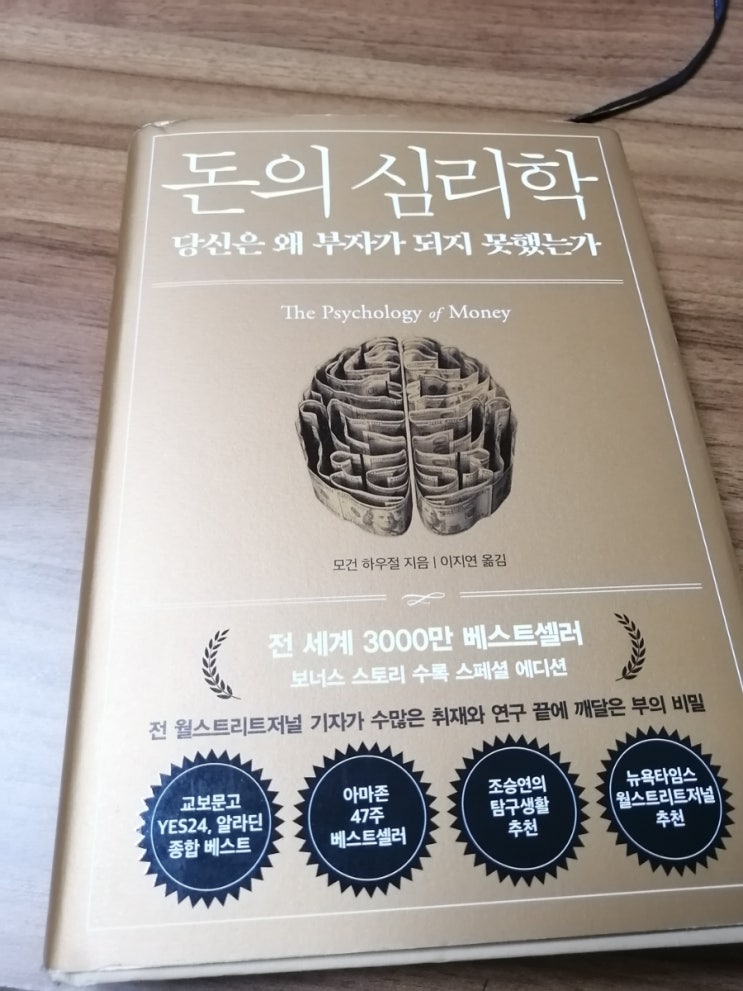 돈의 심리학
당신은 왜 부자가 되지 못했는가
The Psychology of Money
모건 하우절 지음 | 이지연 옮김
전 세계 3000만 베스트셀러
보너스 스토리 수록 스페셜 에디션
전 월스트리트저널 기자가 수많은 취재와 연구 끝에 깨달은 부의 비밀
교보문고
YES24, 알라딘
종합 베스트
아마존
47주
베스트셀러
조승연의
탐구생활
추천
뉴욕타임스
월스트리트저널
추천